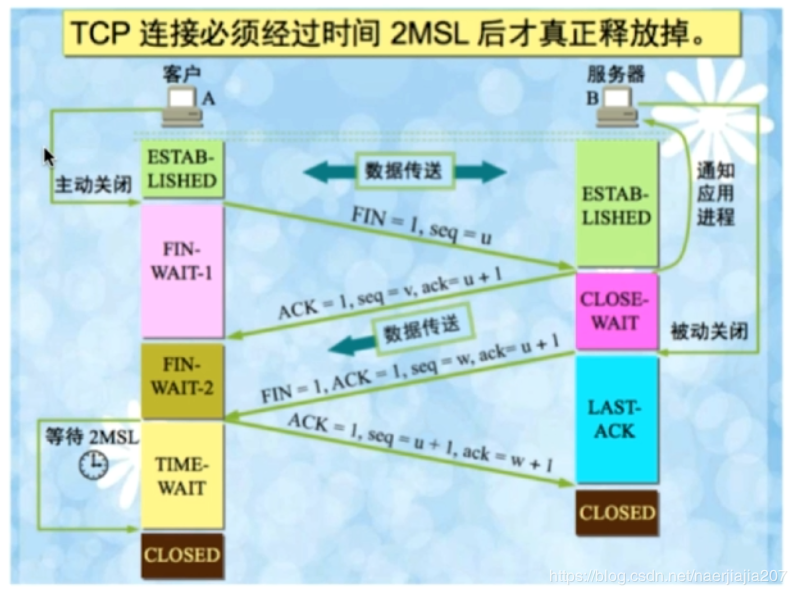 TCP 连接必须经过时间 2MSL 后才真正释放掉。
客户
A
服务器
B
ESTAB-
LISHED
数据传送
ESTAB-
LISHED
通知
应用
进程
主动关闭
FIN = 1, seq = u
FIN-
WAIT-1
ACK = 1, seq = v, ack= u + 1
CLOSE-
WAIT
数据传送
被动关闭
FIN-
WAIT-2
FIN = 1, ACK = 1, seq = w, ack= u + 1
LAST-
ACK
ACK = 1, seq = u + 1, ack = w + 1
等待 2MSL
TIME-
WAIT
CLOSED
CLOSED
https://blog.csdn.net/naerjiajia207